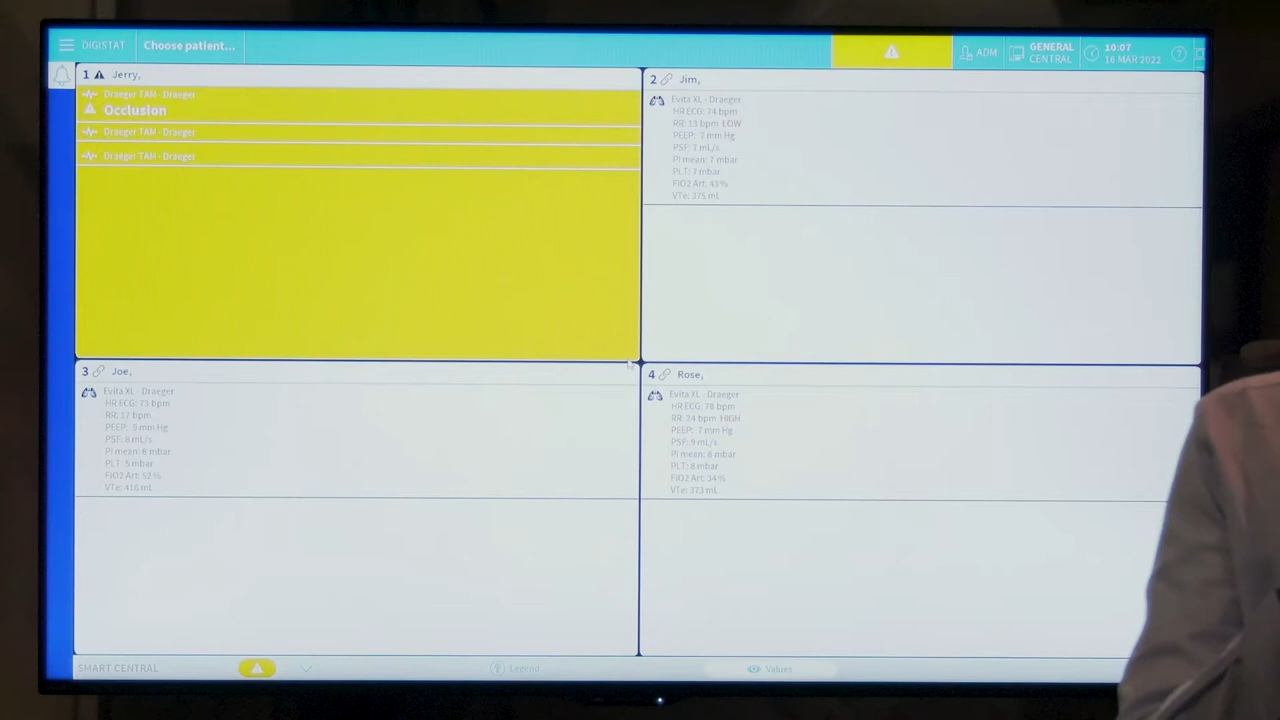 DIGISTAT
Choose patient...
ADM
GENERAL
CENTRAL
10:07
16 MAR 2022
1 Jerry,
Draeger TAM - Draeger
Occlusion
Draeger TAM - Draeger
Draeger TAM - Draeger
2 Jim,
Evita XL - Draeger
HR ECG: 74 bpm
RR: 13 bpm LOW
PEEP: 7 mm Hg
PSF: 7 mL/s
PI mean: 7 mbar
PLT: 7 mbar
FiO2 Art: 43 %
VTe: 375 mL
3 Joe,
Evita XL - Draeger
HR ECG: 73 bpm
RR: 17 bpm
PEEP: 9 mm Hg
PSF: 8 mL/s
PI mean: 8 mbar
PLT: 5 mbar
FiO2 Art: 52 %
VTe: 416 mL
4 Rose,
Evita XL - Draeger
HR ECG: 78 bpm
RR: 24 bpm HIGH
PEEP: 7 mm Hg
PSF: 9 mL/s
PI mean: 8 mbar
PLT: 8 mbar
FiO2 Art: 34 %
VTe: 373 mL
SMART CENTRAL
Legend
Values